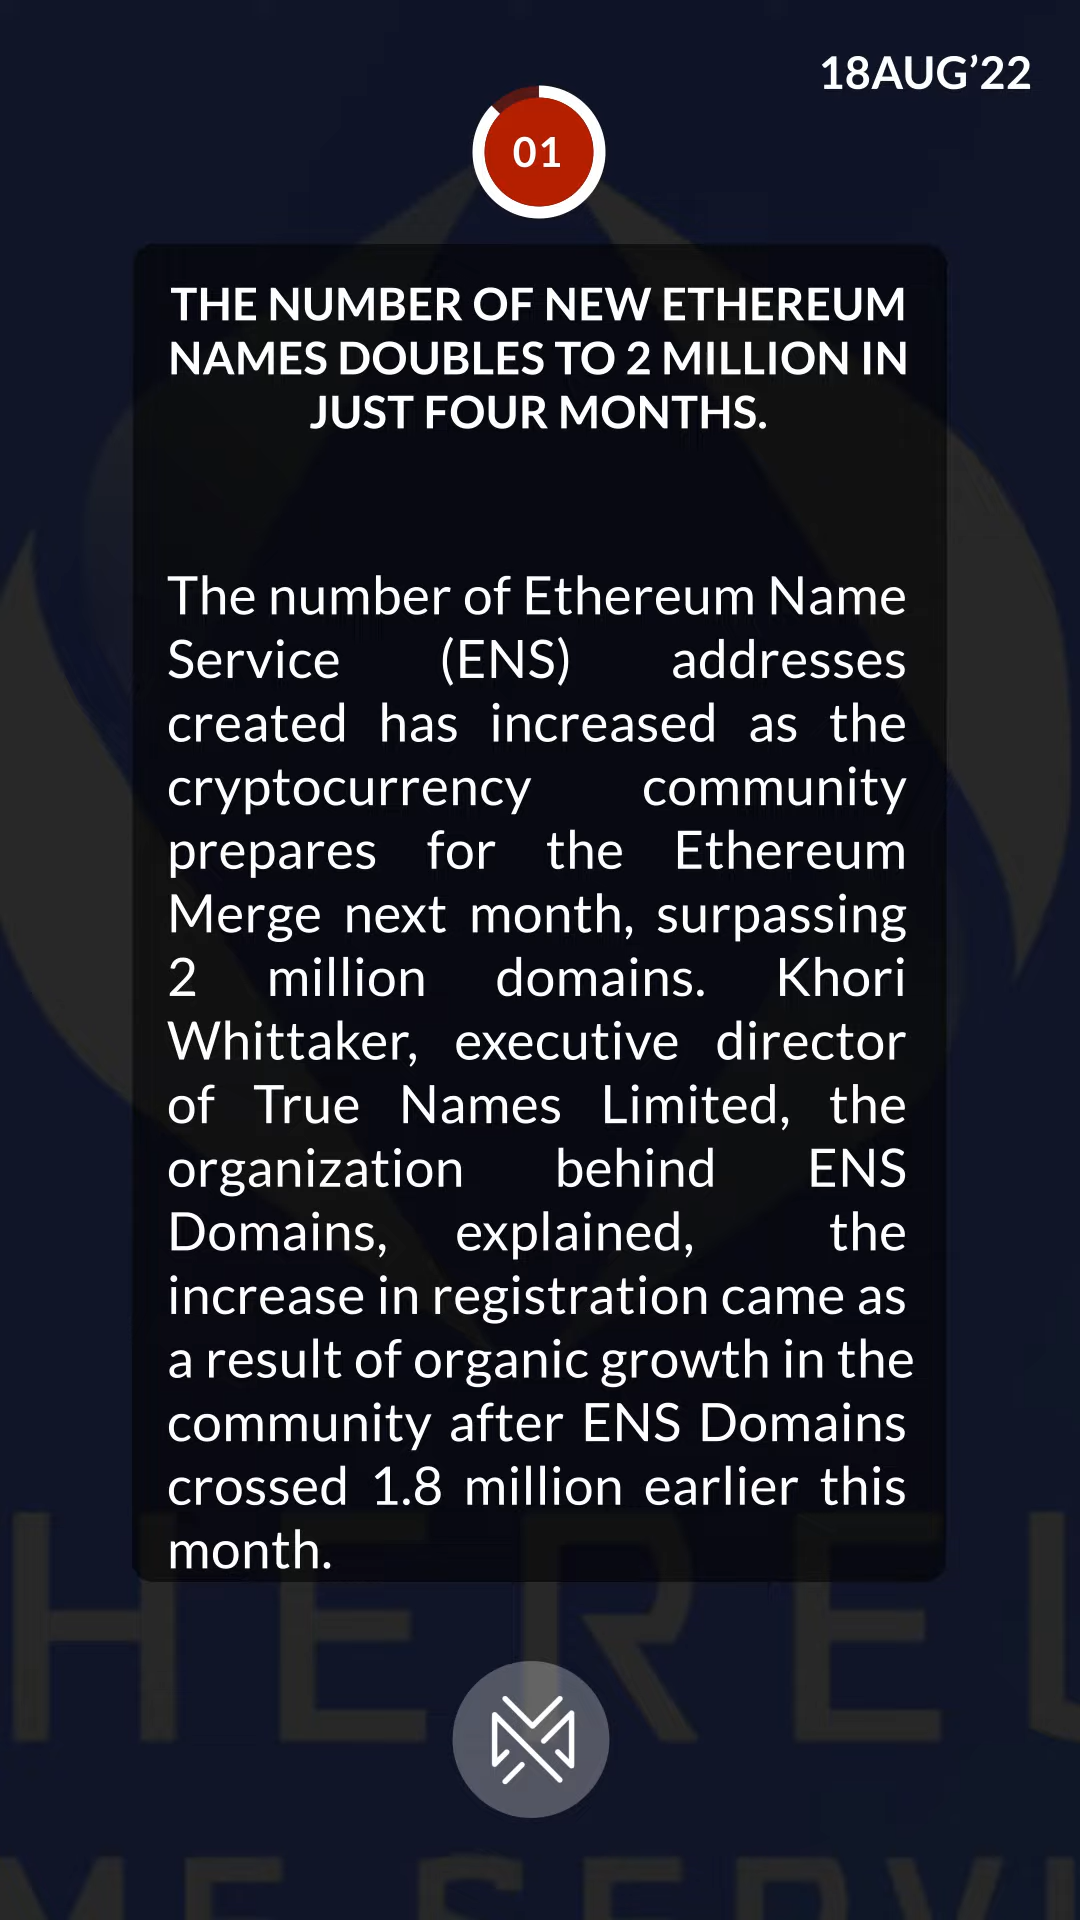 18AUG’22
01
THE NUMBER OF NEW ETHEREUM
NAMES DOUBLES TO 2 MILLION IN
JUST FOUR MONTHS.
The number of Ethereum Name
Service (ENS) addresses
created has increased as the
cryptocurrency community
prepares for the Ethereum
Merge next month, surpassing
2 million domains. Khori
Whittaker, executive director
of True Names Limited, the
organization behind ENS
Domains, explained, the
increase in registration came as
a result of organic growth in the
community after ENS Domains
crossed 1.8 million earlier this
month.
HEREU
ME SERVI